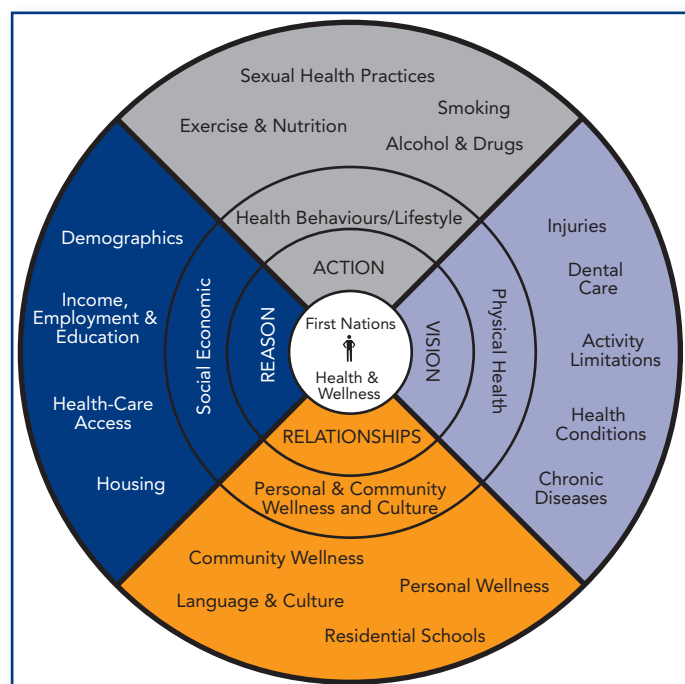 Sexual Health Practices
Smoking
Exercise & Nutrition
Alcohol & Drugs
Health Behaviours/Lifestyle
ACTION
Demographics
Income,
Employment &
Education
Health-Care
Access
Housing
Social Economic
REASON
First Nations
Health &
Wellness
VISION
Physical Health
Injuries
Dental
Care
Activity
Limitations
Health
Conditions
Chronic
Diseases
RELATIONSHIPS
Personal & Community
Wellness and Culture
Community Wellness
Personal Wellness
Language & Culture
Residential Schools